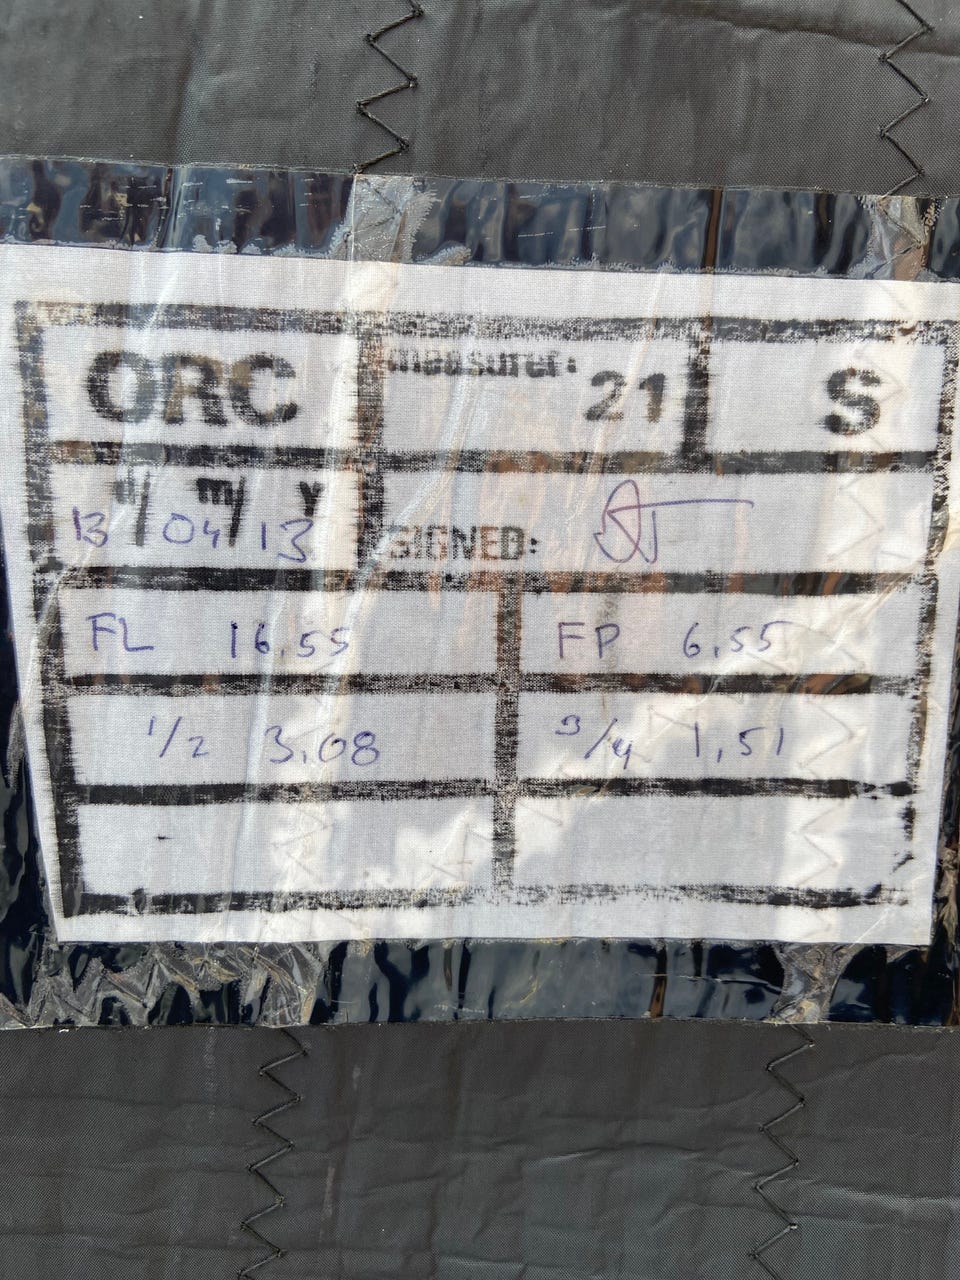 ORC measurer: 21 S
d/ m/ y
13 04 13 SIGNED:
FL 16.55 FP 6,55
1/2 3.08 3/4 1,51